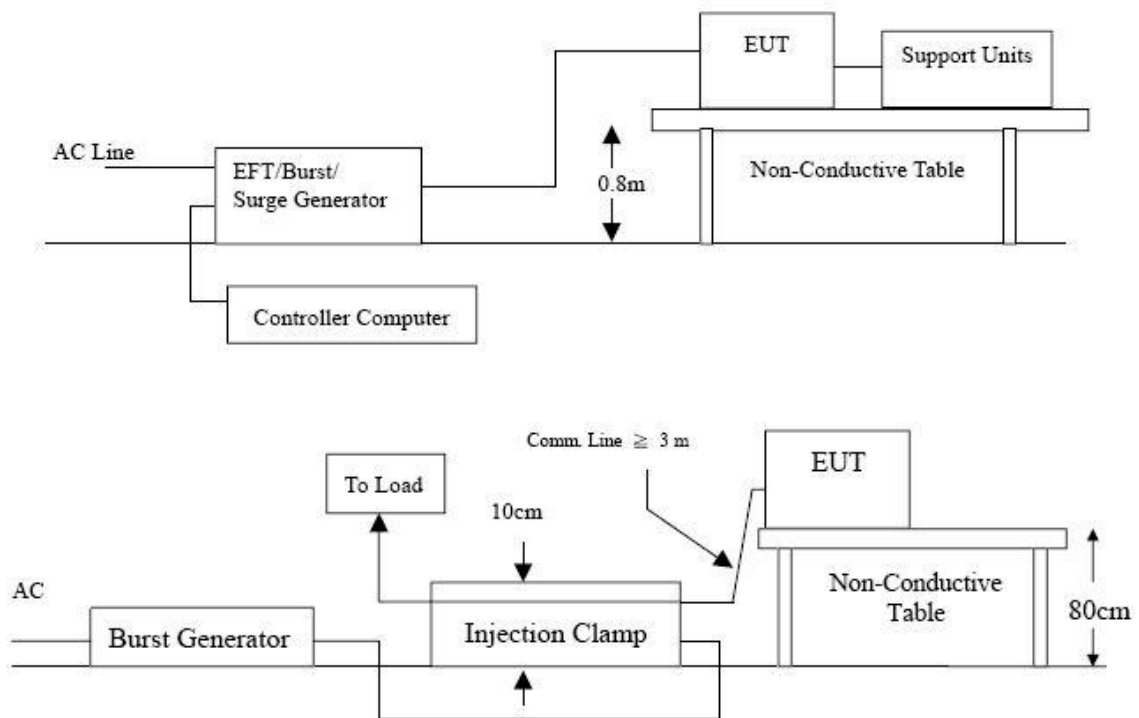 EUT
Support Units
AC Line
EFT/Burst/
Surge Generator
0.8m
Non-Conductive Table
Controller Computer
Comm. Line ≧ 3 m
EUT
To Load
10cm
AC
Non-Conductive
Table
80cm
Burst Generator
Injection Clamp